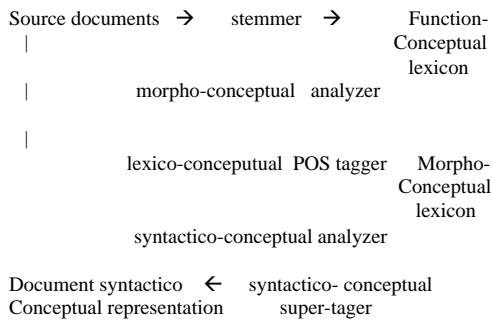 Source documents → stemmer → Function-
| Conceptual
lexicon
| morpho-conceptual analyzer
|
lexico-conceputual POS tagger Morpho-
Conceptual
lexicon
syntactico-conceptual analyzer
Document syntactico ← syntactico- conceptual
Conceptual representation super-tager